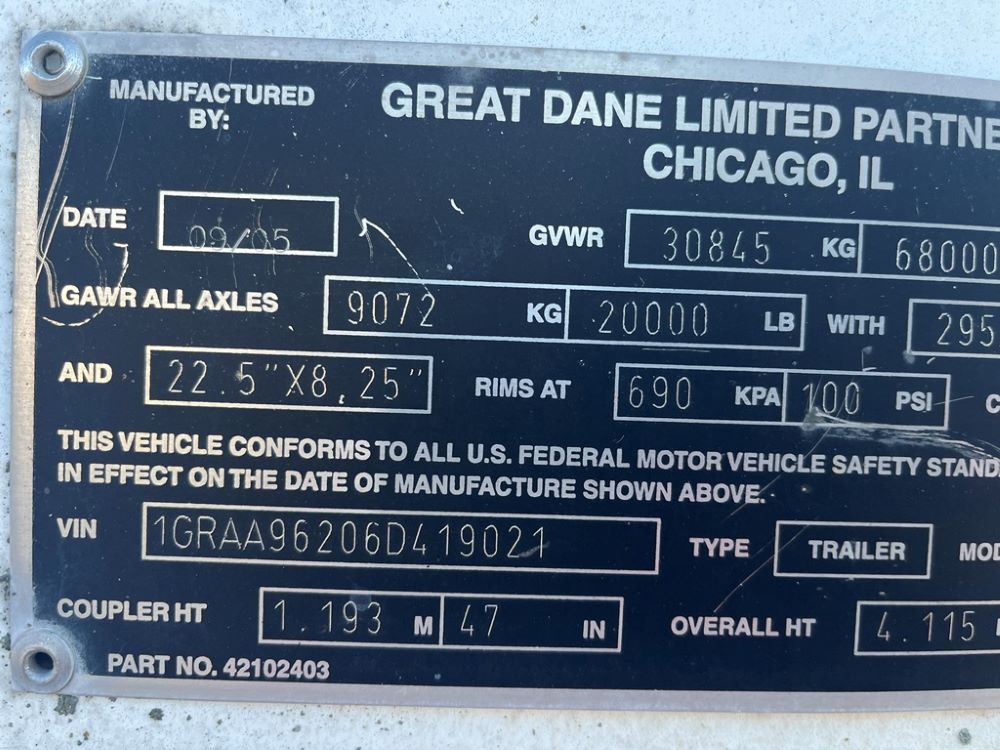 MANUFACTURED BY: GREAT DANE LIMITED PARTNE
CHICAGO, IL
DATE 09/05 GVWR 30845 KG 68000
GAWR ALL AXLES 9072 KG 20000 LB WITH 295
AND 22.5"X8,25" RIMS AT 690 KPA 100 PSI C
THIS VEHICLE CONFORMS TO ALL U.S. FEDERAL MOTOR VEHICLE SAFETY STAND
IN EFFECT ON THE DATE OF MANUFACTURE SHOWN ABOVE.
VIN 1GRAA96206D419021 TYPE TRAILER MOD
COUPLER HT 1.193 M 47 IN OVERALL HT 4.115
PART NO. 42102403